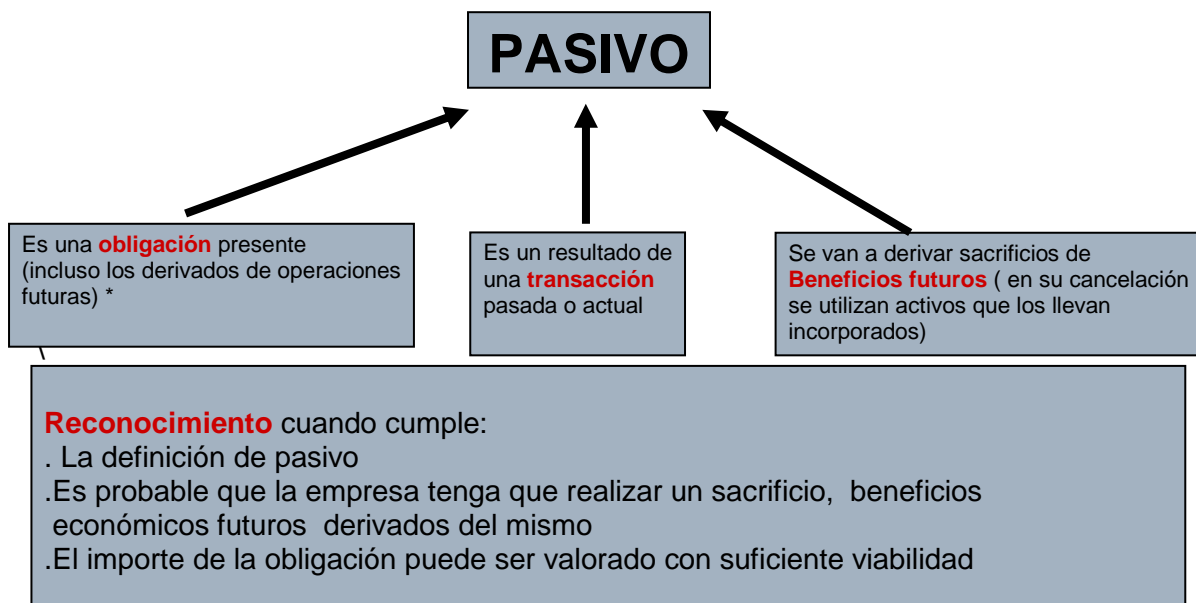 PASIVO
Es una obligación presente
(incluso los derivados de operaciones
futuras) *
Es un resultado de
una transacción
pasada o actual
Se van a derivar sacrificios de
Beneficios futuros ( en su cancelación
se utilizan activos que los llevan
incorporados)
Reconocimiento cuando cumple:
. La definición de pasivo
.Es probable que la empresa tenga que realizar un sacrificio, beneficios
económicos futuros derivados del mismo
.El importe de la obligación puede ser valorado con suficiente viabilidad